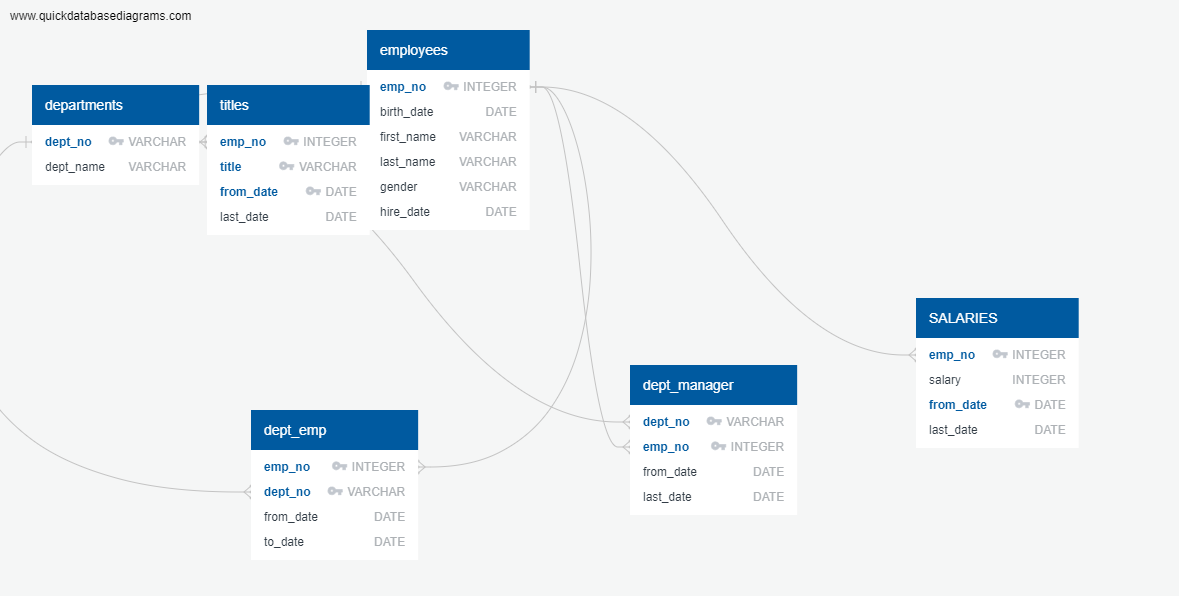 www.quickdatabasediagrams.com
employees
emp_no INTEGER
birth_date DATE
first_name VARCHAR
last_name VARCHAR
gender VARCHAR
hire_date DATE
departments
dept_no VARCHAR
dept_name VARCHAR
titles
emp_no INTEGER
title VARCHAR
from_date DATE
last_date DATE
SALARIES
emp_no INTEGER
salary INTEGER
from_date DATE
last_date DATE
dept_manager
dept_no VARCHAR
emp_no INTEGER
from_date DATE
last_date DATE
dept_emp
emp_no INTEGER
dept_no VARCHAR
from_date DATE
to_date DATE